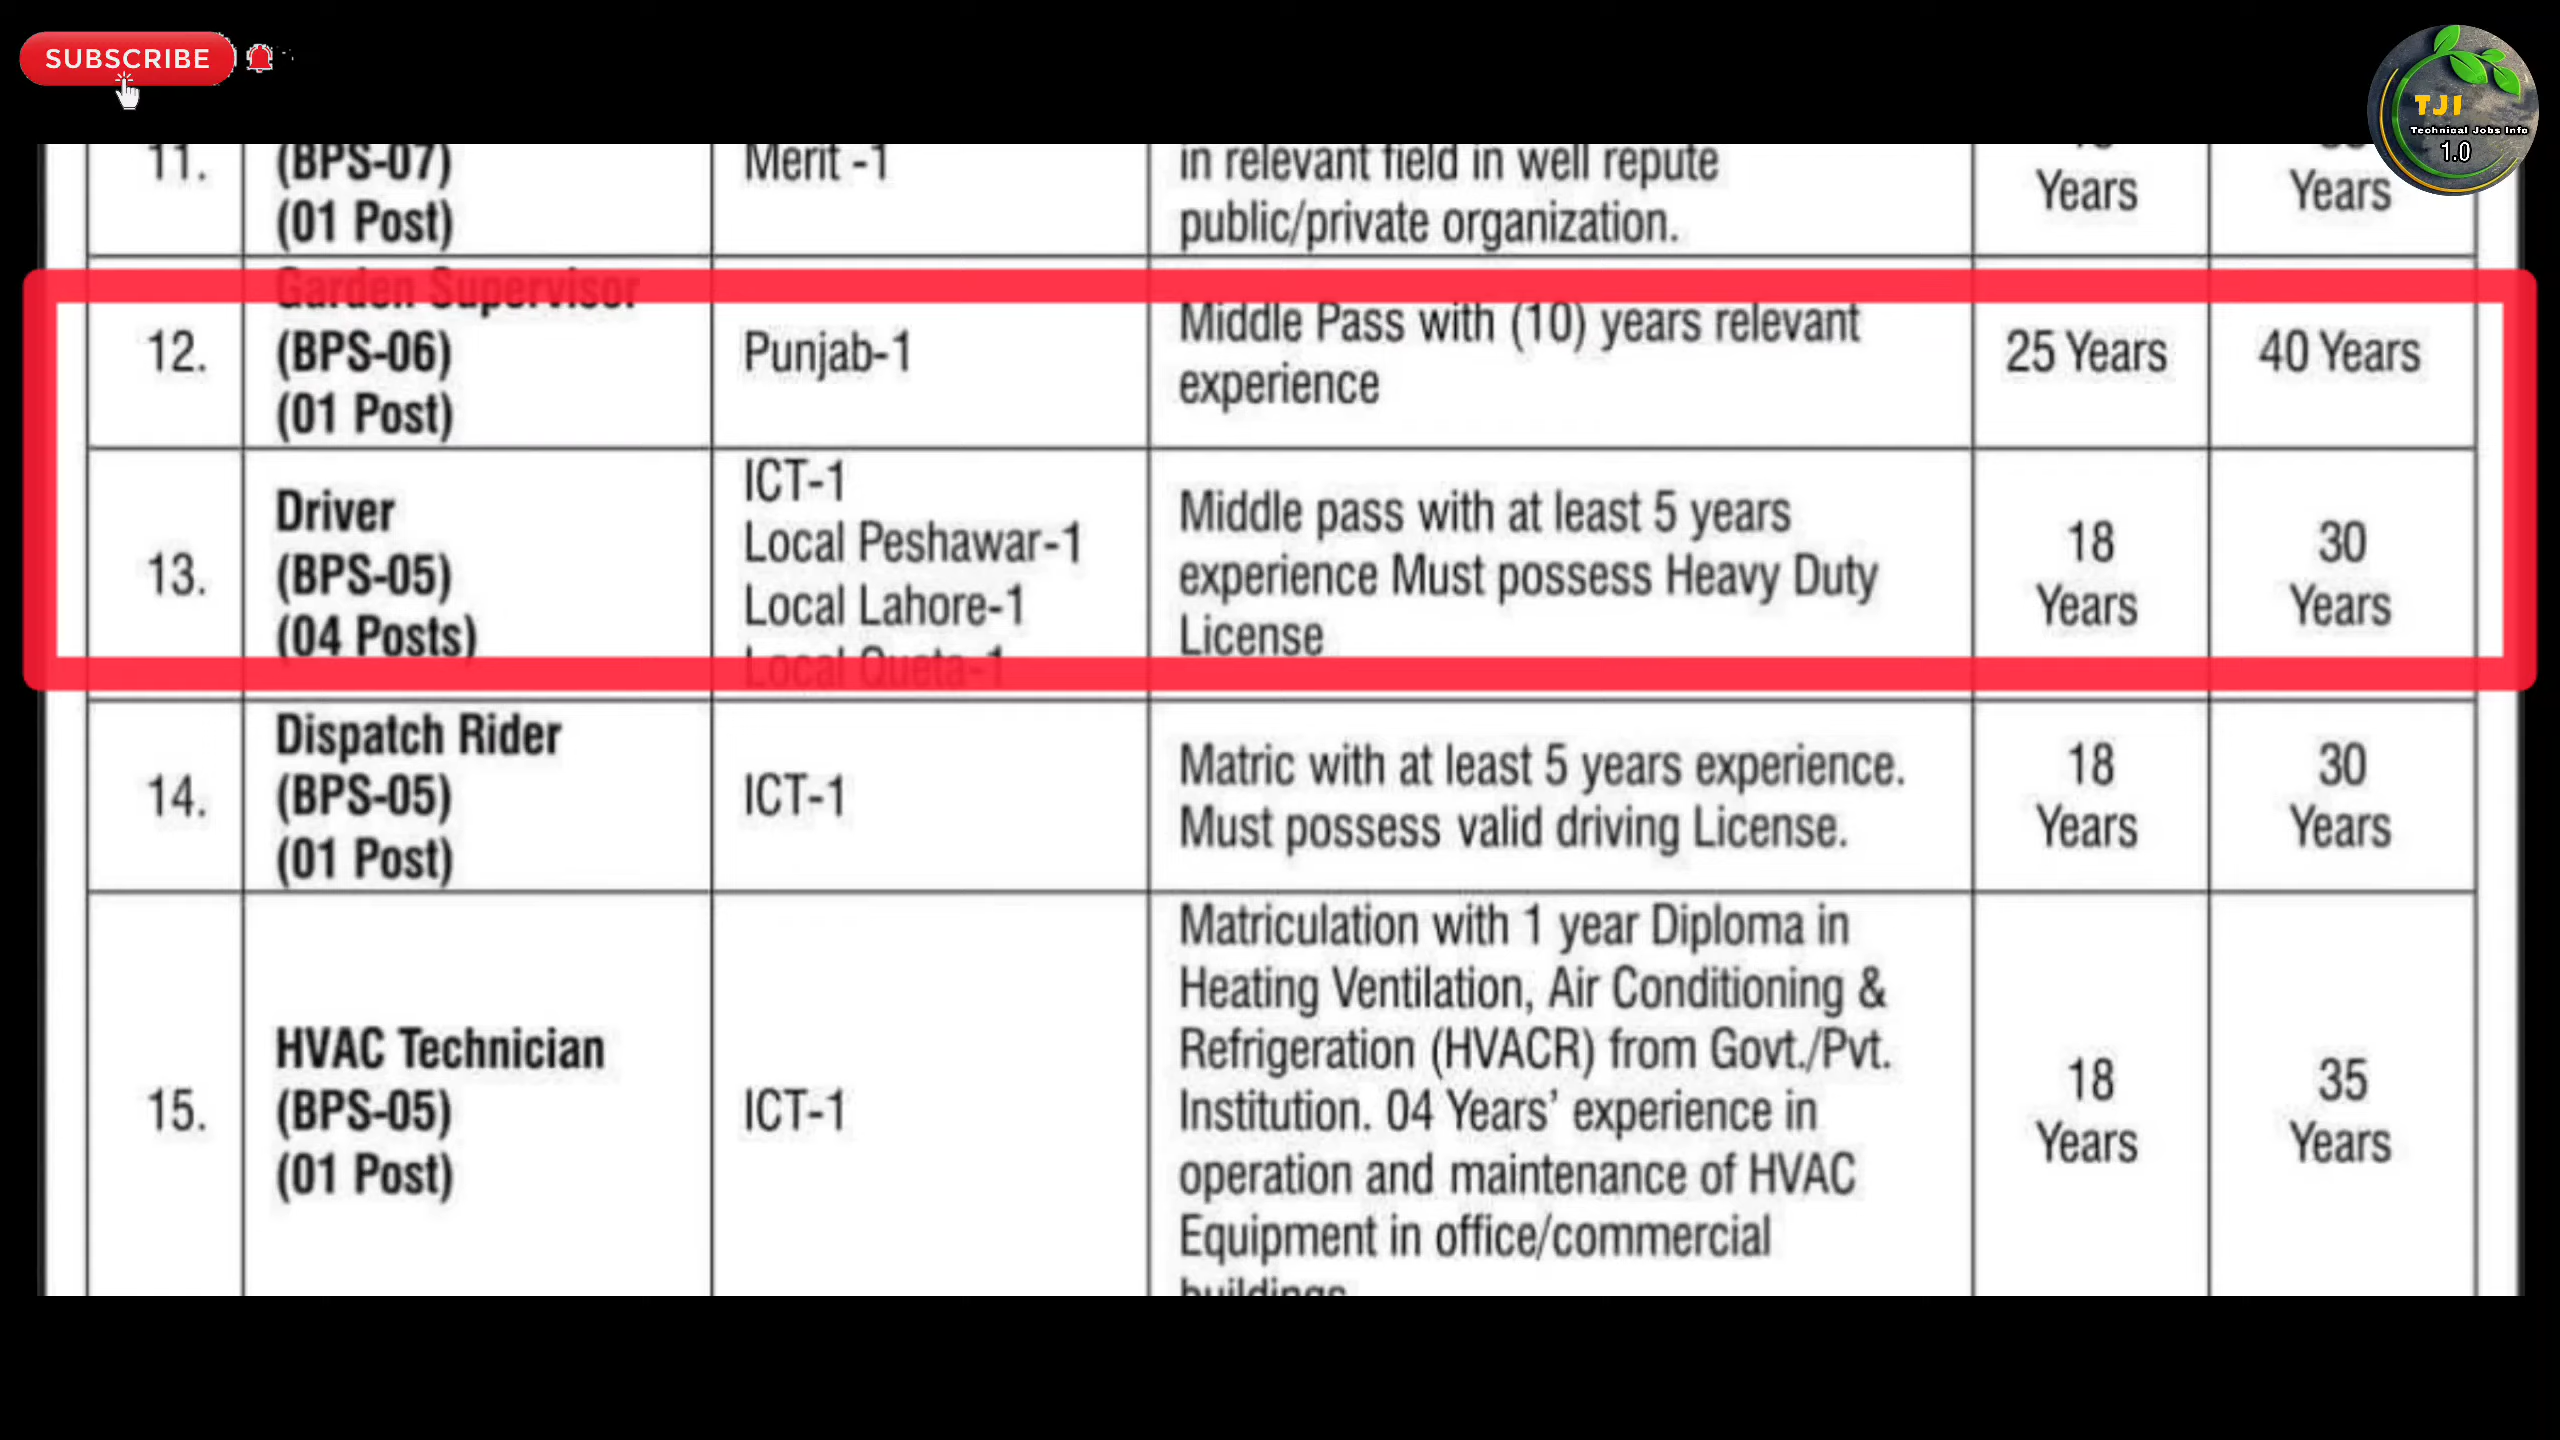 SUBSCRIBE
TJI
Technical Jobs Info
1.0
11.
(BPS-07)
(01 Post)
Merit -1
in relevant field in well repute
public/private organization.
Years
Years
12.
Garden Supervisor
(BPS-06)
(01 Post)
Punjab-1
Middle Pass with (10) years relevant
experience
25 Years
40 Years
13.
Driver
(BPS-05)
(04 Posts)
ICT-1
Local Peshawar-1
Local Lahore-1
Local Queta-1
Middle pass with at least 5 years
experience Must possess Heavy Duty
License
18
Years
30
Years
14.
Dispatch Rider
(BPS-05)
(01 Post)
ICT-1
Matric with at least 5 years experience.
Must possess valid driving License.
18
Years
30
Years
15.
HVAC Technician
(BPS-05)
(01 Post)
ICT-1
Matriculation with 1 year Diploma in
Heating Ventilation, Air Conditioning &
Refrigeration (HVACR) from Govt./Pvt.
Institution. 04 Years’ experience in
operation and maintenance of HVAC
Equipment in office/commercial
buildings
18
Years
35
Years